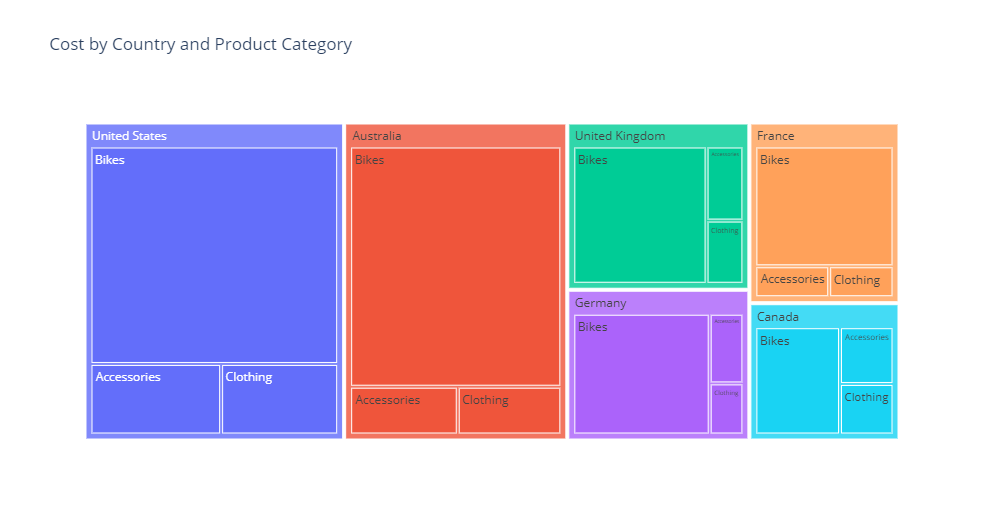 Cost by Country and Product Category
United States
Bikes
Accessories
Clothing
Australia
Bikes
Accessories
Clothing
United Kingdom
Bikes
Accessories
Clothing
Germany
Bikes
Accessories
Clothing
France
Bikes
Accessories
Clothing
Canada
Bikes
Accessories
Clothing